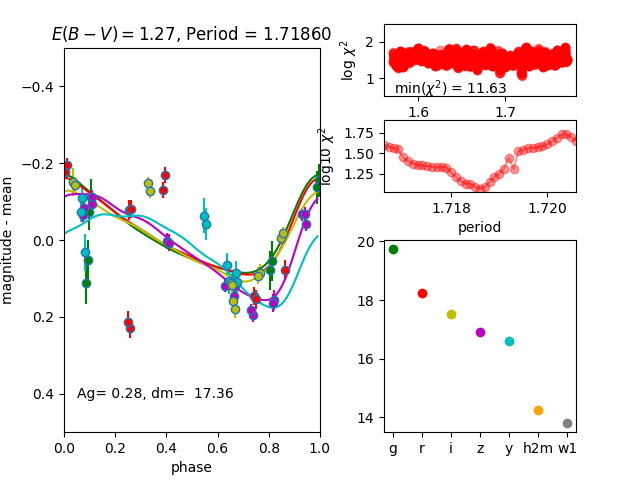 E(B − V) = 1.27, Period = 1.71860
−0.4
−0.2
0.0
0.2
0.4
magnitude - mean
Ag= 0.28, dm=  17.36
0.0 0.2 0.4 0.6 0.8 1.0
phase
log χ²
2
1
min(χ²) = 11.63
1.6 1.7
log10 χ²
1.75
1.50
1.25
1.718 1.720
period
20
18
16
14
g r i z y h2m w1